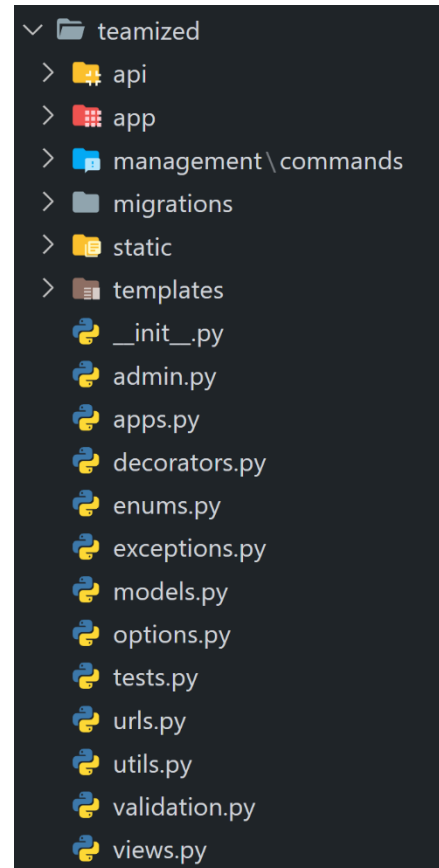 teamized
api
app
management\commands
migrations
static
templates
__init__.py
admin.py
apps.py
decorators.py
enums.py
exceptions.py
models.py
options.py
tests.py
urls.py
utils.py
validation.py
views.py